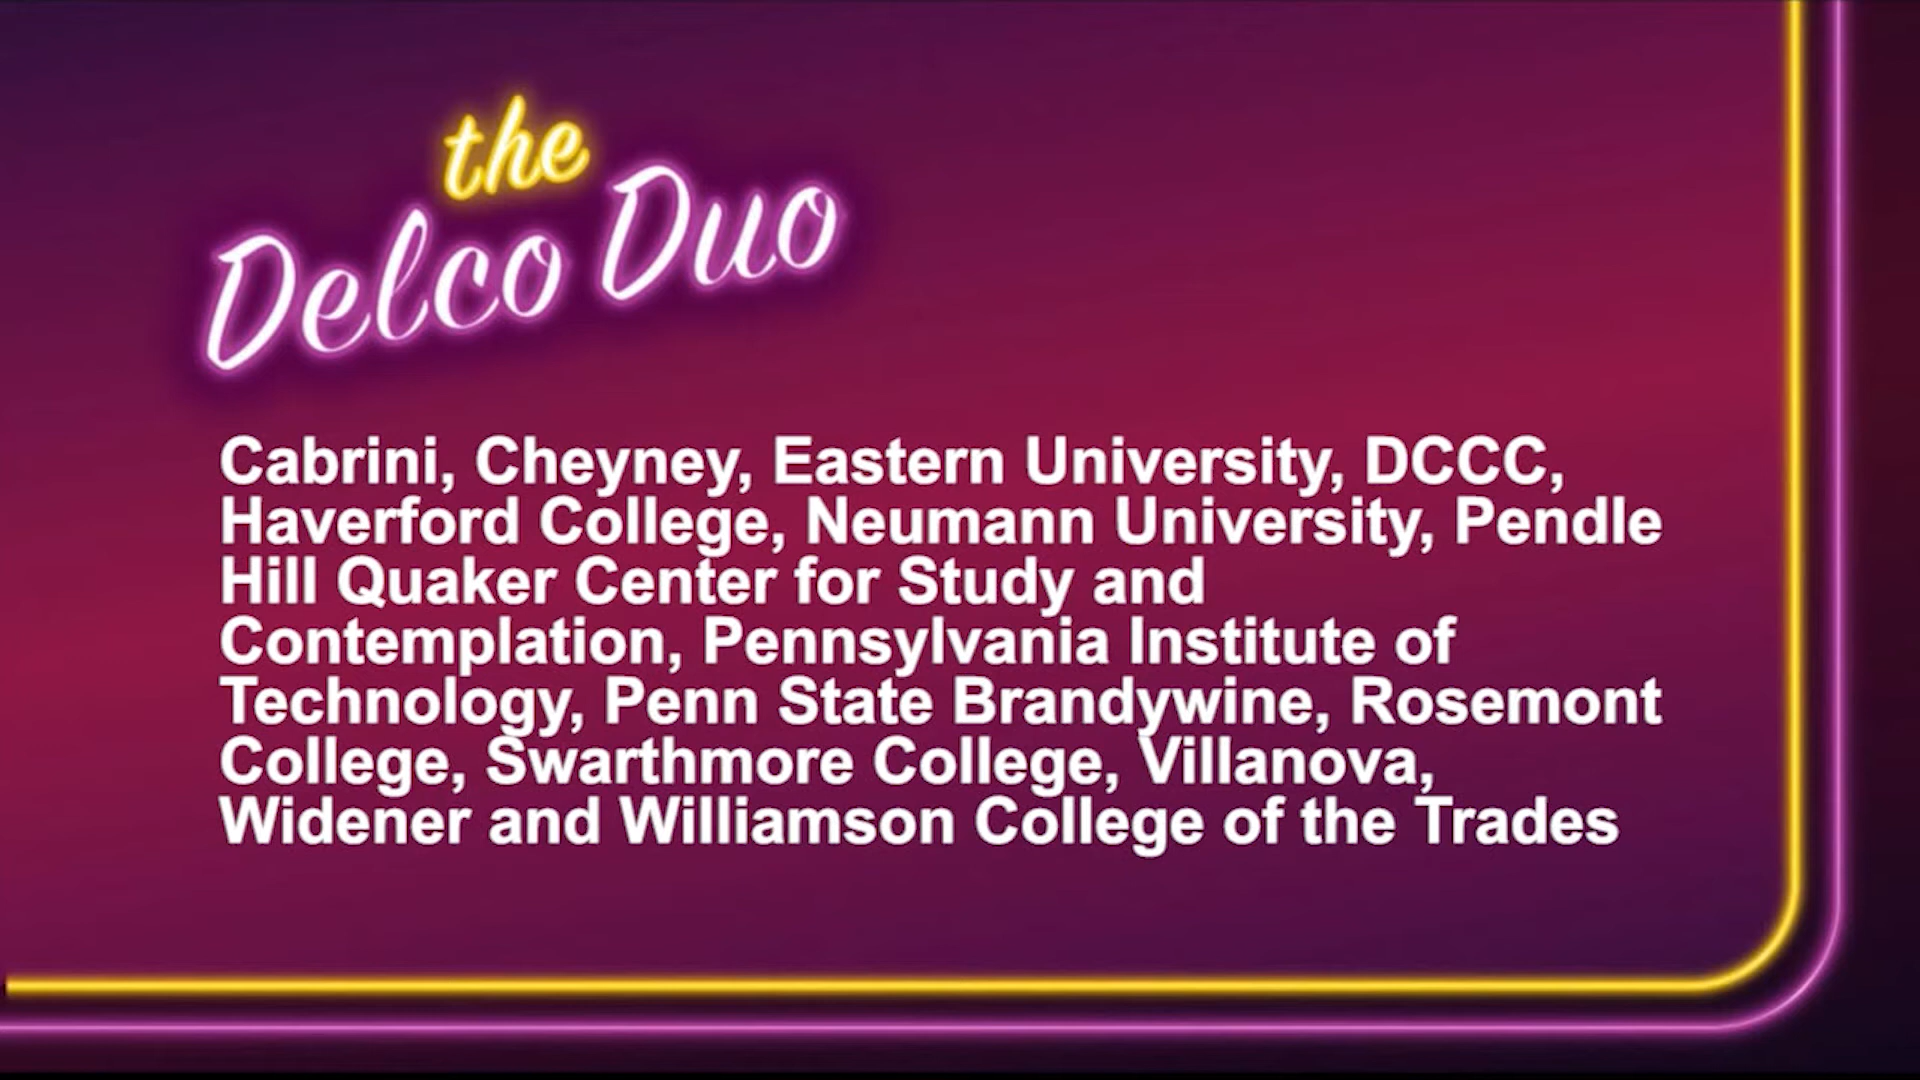 the
Delco Duo
Cabrini, Cheyney, Eastern University, DCCC,
Haverford College, Neumann University, Pendle
Hill Quaker Center for Study and
Contemplation, Pennsylvania Institute of
Technology, Penn State Brandywine, Rosemont
College, Swarthmore College, Villanova,
Widener and Williamson College of the Trades